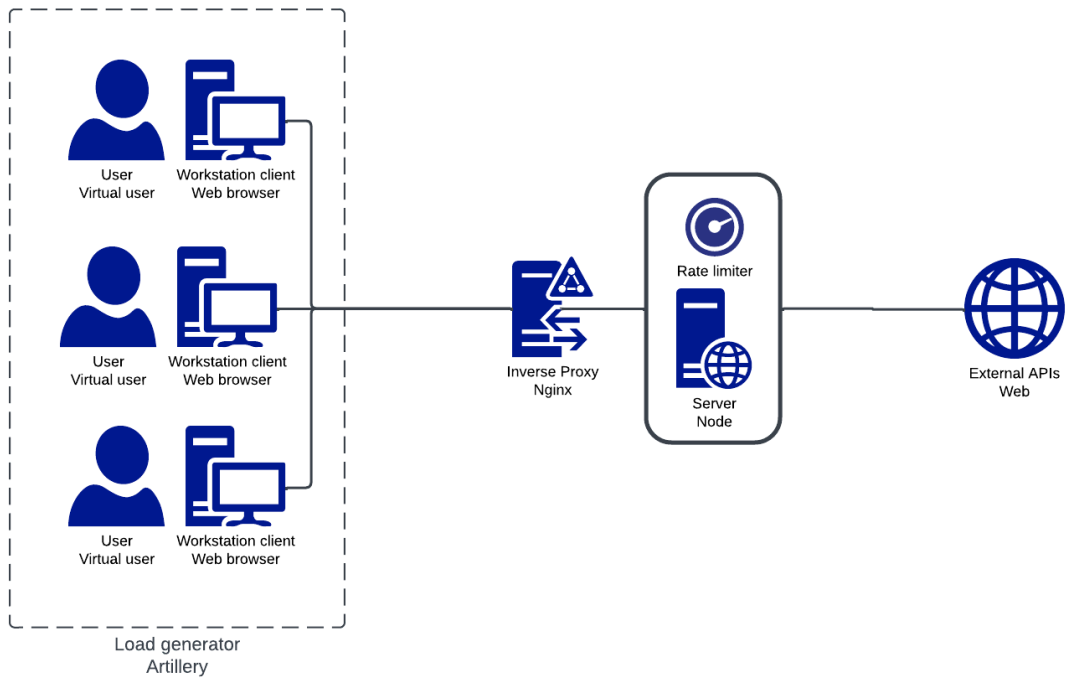 User
Virtual user
Workstation client
Web browser
User
Virtual user
Workstation client
Web browser
User
Virtual user
Workstation client
Web browser
Load generator
Artillery
Inverse Proxy
Nginx
Rate limiter
Server
Node
External APIs
Web